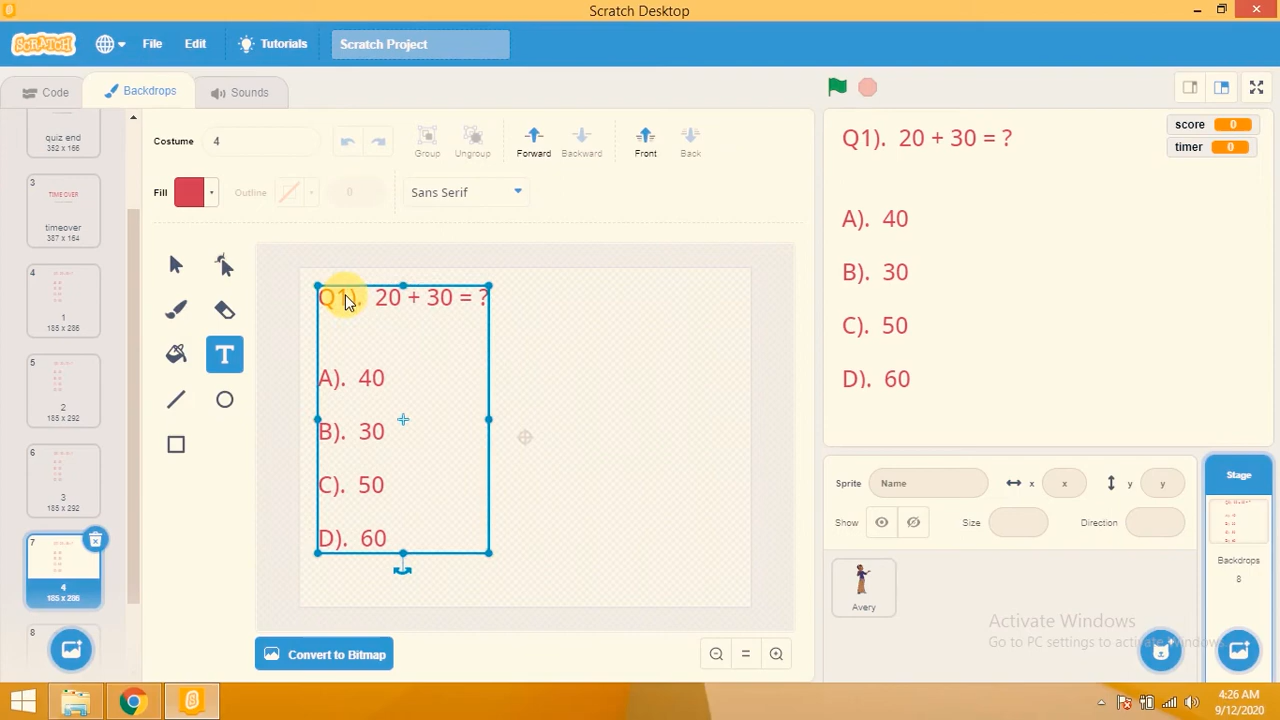 Scratch Desktop
SCRATCH
File
Edit
Tutorials
Scratch Project
Code
Backdrops
Sounds
quiz end
352 x 166
3
TIME OVER
timeover
387 x 164
4
1
185 x 286
5
2
185 x 292
6
3
185 x 292
7
4
185 x 286
8
Costume
4
Group
Ungroup
Forward
Backward
Front
Back
Fill
Outline
0
Sans Serif
T
Q1). 20 + 30 = ?
A). 40
B). 30
C). 50
D). 60
Convert to Bitmap
Q1). 20 + 30 = ?
A). 40
B). 30
C). 50
D). 60
score 0
timer 0
Sprite
Name
x
x
y
y
Show
Size
Direction
Avery
Stage
Backdrops
8
Activate Windows
Go to PC settings to activate Windows.
4:26 AM
9/12/2020